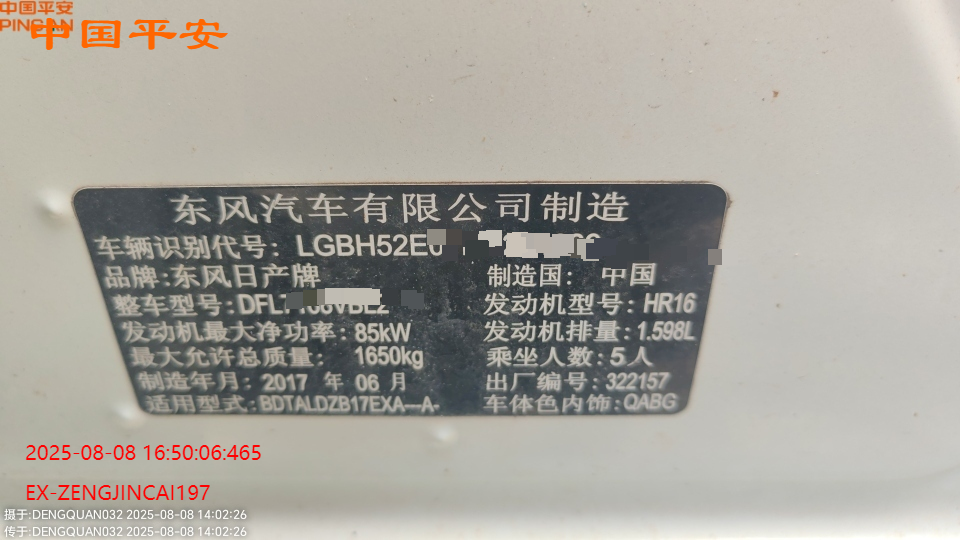 中国平安
PINGAN
中国平安
东风汽车有限公司制造
车辆识别代号: LGBH52E0
品牌:东风日产牌 制造国: 中国
整车型号: 发动机型号: HR16
发动机最大净功率: 85kW 发动机排量: 1.598L
最大允许总质量: 1650kg 乘坐人数: 5人
制造年月: 2017 年 06 月 出厂编号: 322157
适用型式: BDTALDZB17EXA---A- 车体色内饰: QABG
2025-08-08 16:50:06:465
EX-ZENGJINCAI197
摄于:DENGQUAN032 2025-08-08 14:02:26
传于:DENGQUAN032 2025-08-08 14:02:26